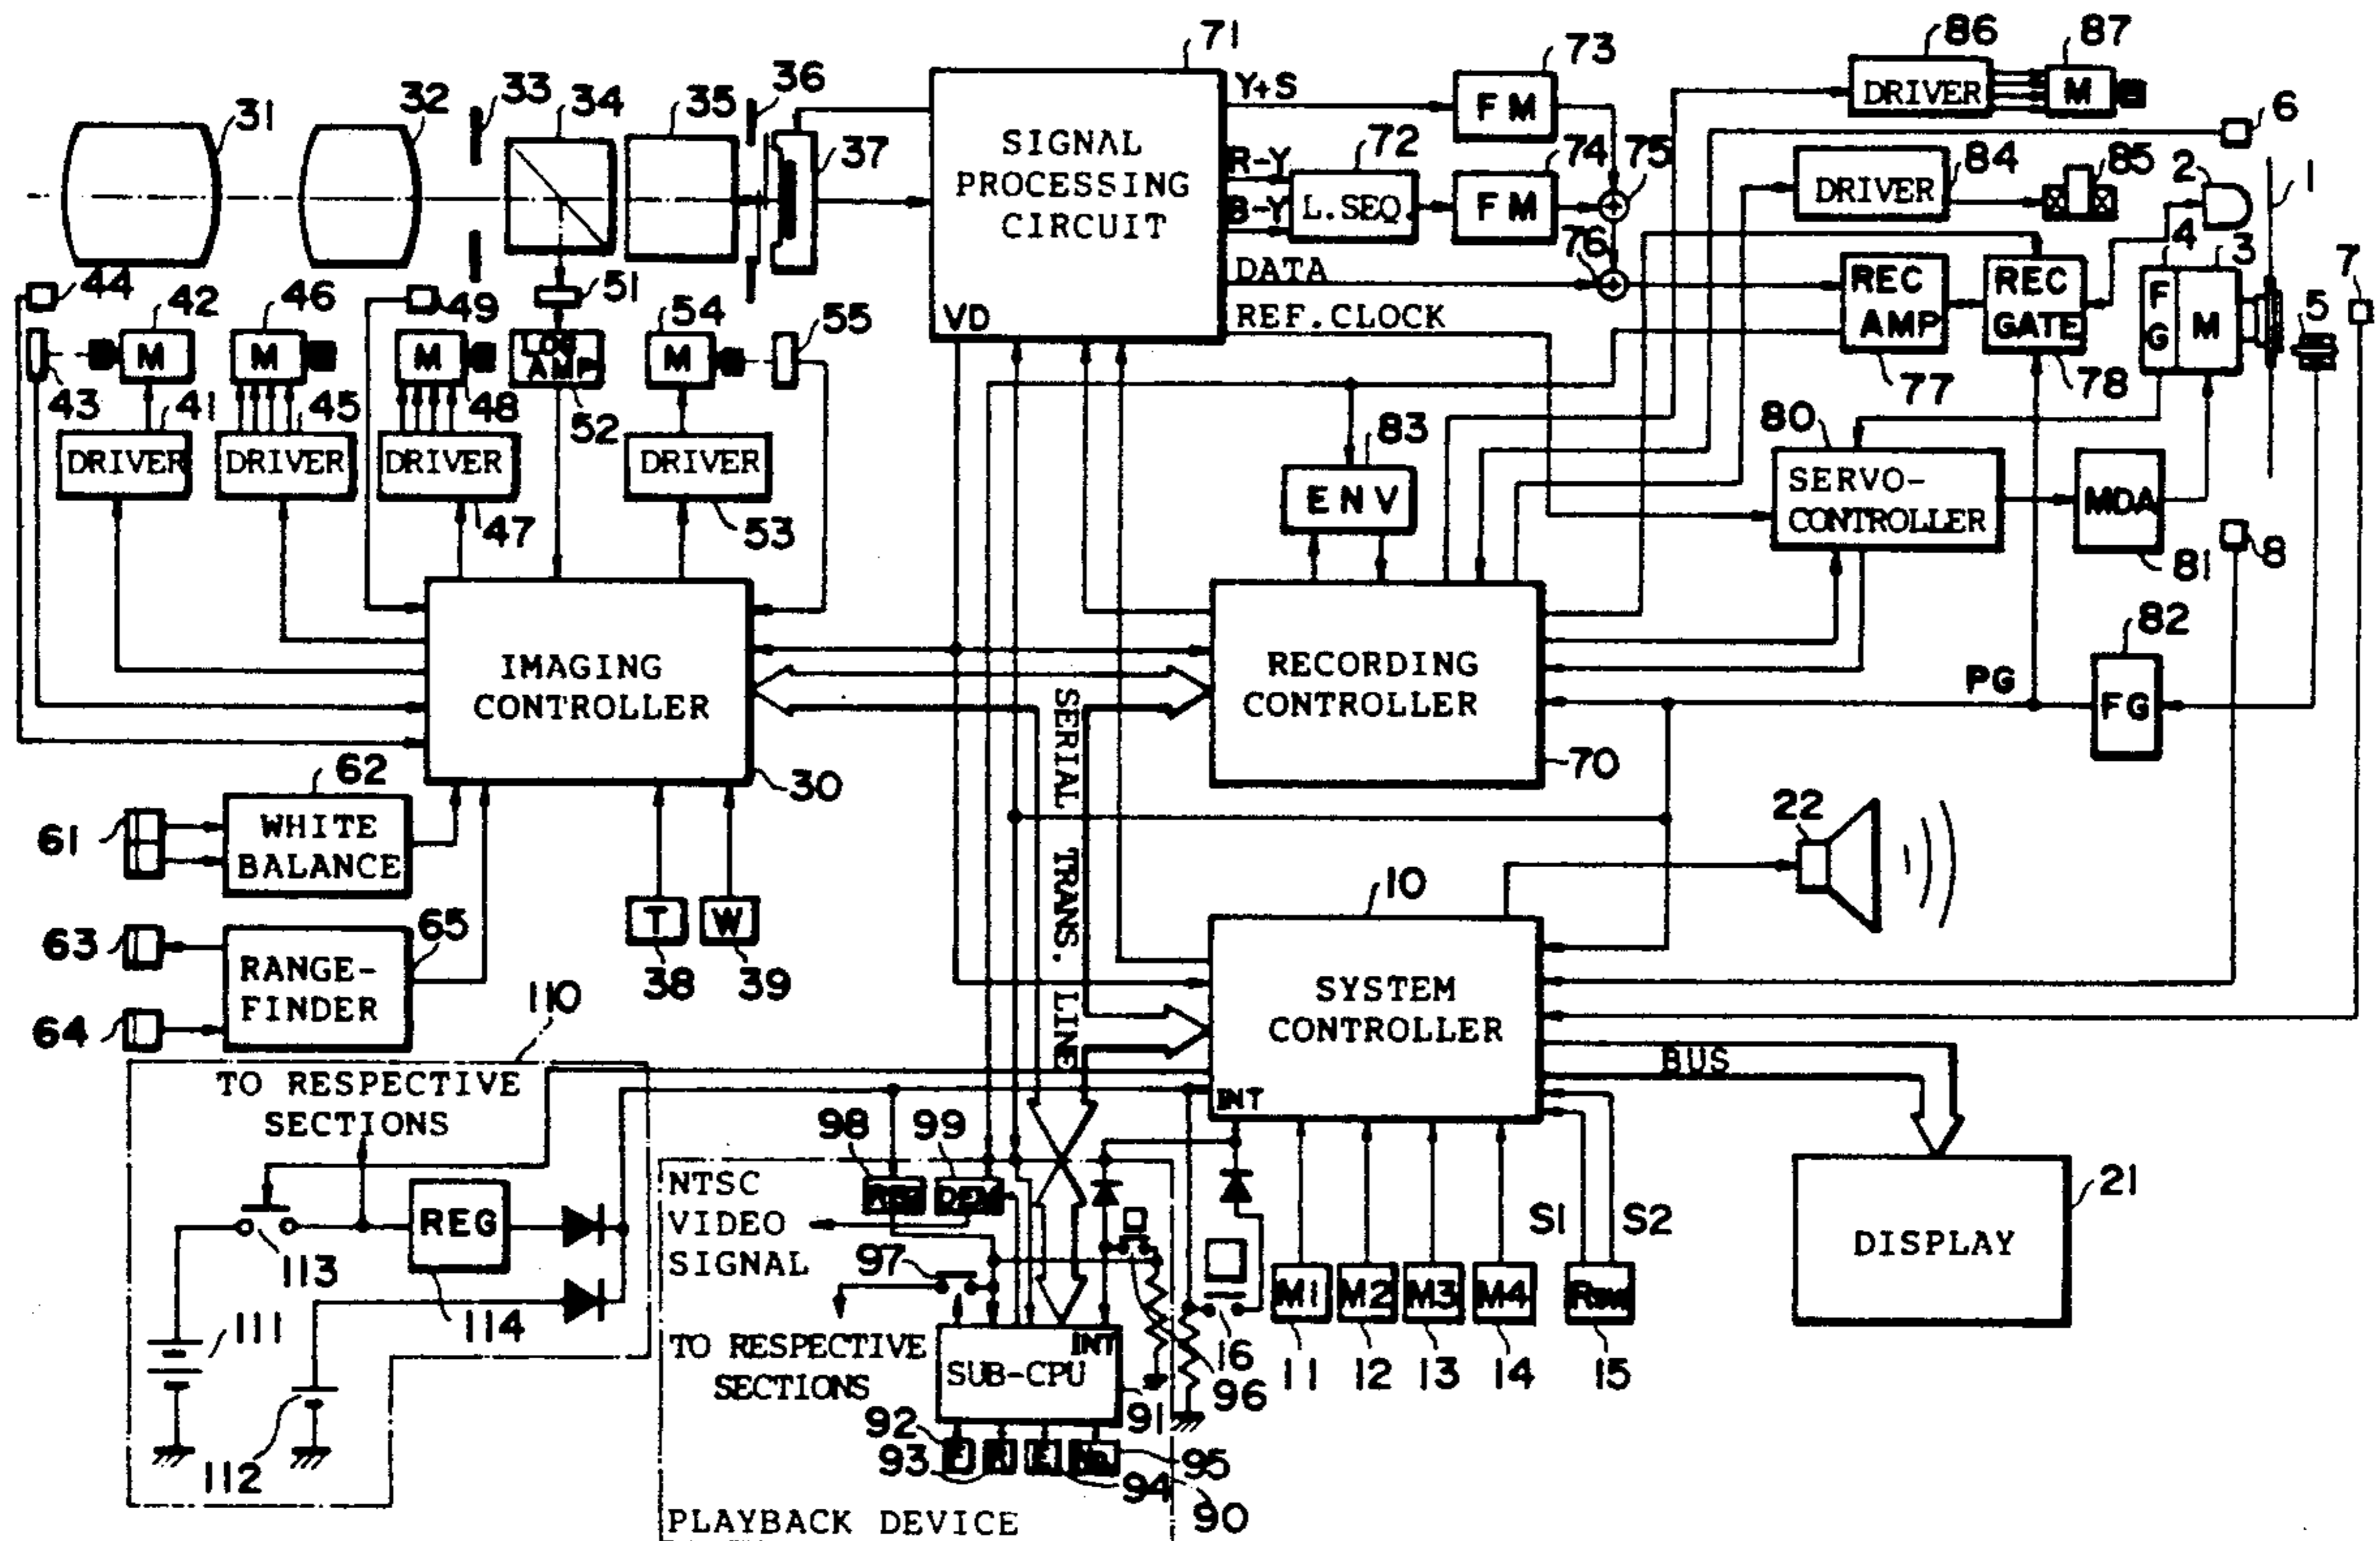 71
86
87
73
36
33
34
35
32
31
Y+S
FM
DRIVER
M
6
SIGNAL
PROCESSING
CIRCUIT
37
R-Y
72
74
75
84
85
2
1
B-Y
L.SEQ.
FM
DRIVER
4
3
7
76
DATA
REC
AMP
REC
GATE
F
G
M
5
VD
REF.CLOCK
44
42
46
49
51
54
55
M
M
M
LOG
AMP
M
43
41
45
48
52
77
78
80
83
DRIVER
DRIVER
DRIVER
DRIVER
ENV
SERVO-
CONTROLLER
MDA
47
53
81
8
82
IMAGING
CONTROLLER
RECORDING
CONTROLLER
PG
FG
SERIAL TRANS. LINE
30
70
62
61
WHITE
BALANCE
22
10
63
65
RANGE-
FINDER
T
W
38
39
64
110
SYSTEM
CONTROLLER
BUS
TO RESPECTIVE
SECTIONS
INT
98
99
NTSC
VIDEO
SIGNAL
DEM
S1
S2
21
DISPLAY
REG
97
113
114
111
M1
M2
M3
M4
TO RESPECTIVE
SECTIONS
INT
SUB-CPU
16
11
12
13
14
15
96
91
92
93
94
95
112
90
PLAYBACK DEVICE